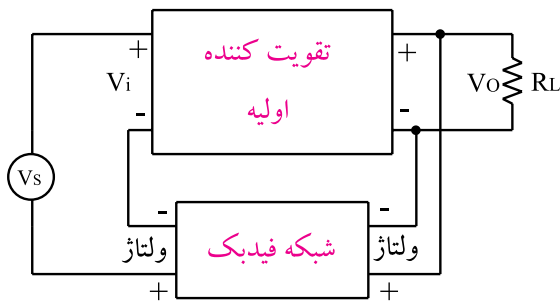 + تقویت کننده +
Vi VO RL
- اولیه -
VS
- -
ولتاژ شبکه فیدبک ولتاژ
+ +